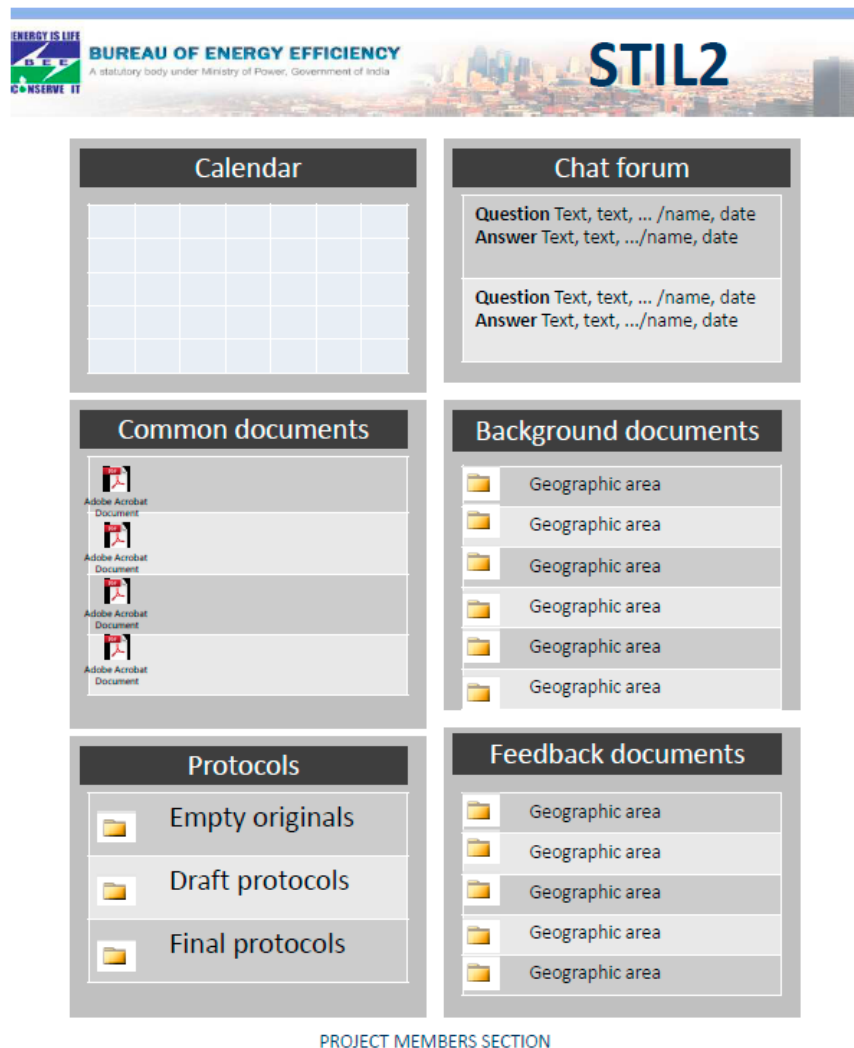 ENERGY IS LIFE
BEE
CONSERVE IT
BUREAU OF ENERGY EFFICIENCY
A statutory body under Ministry of Power, Government of India
STIL2
Calendar
Chat forum
Question Text, text, ... /name, date
Answer Text, text, .../name, date
Question Text, text, ... /name, date
Answer Text, text, .../name, date
Common documents
Adobe Acrobat
Document
Adobe Acrobat
Document
Adobe Acrobat
Document
Adobe Acrobat
Document
Background documents
Geographic area
Geographic area
Geographic area
Geographic area
Geographic area
Geographic area
Protocols
Empty originals
Draft protocols
Final protocols
Feedback documents
Geographic area
Geographic area
Geographic area
Geographic area
Geographic area
PROJECT MEMBERS SECTION